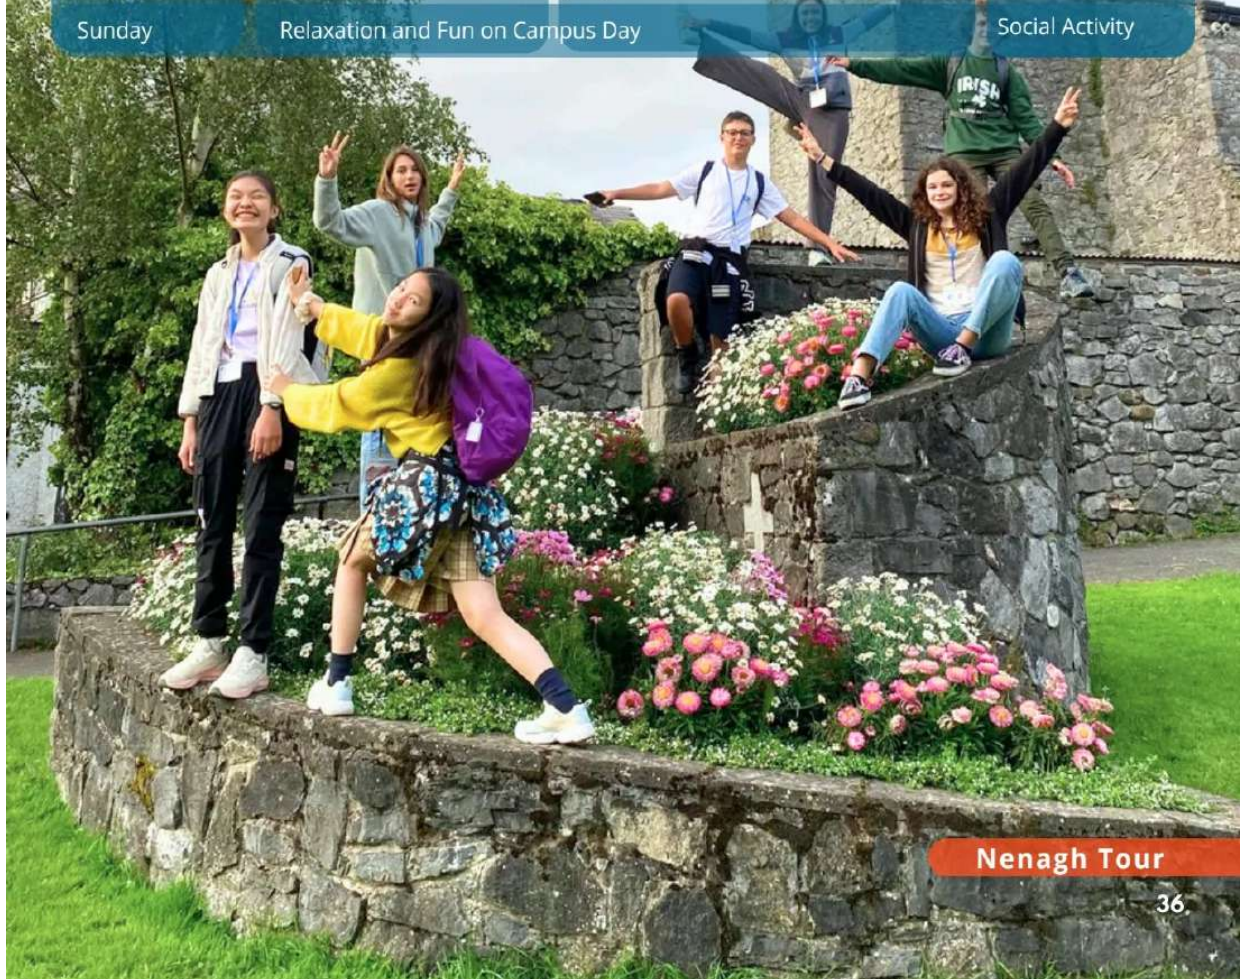 Sunday
Relaxation and Fun on Campus Day
Social Activity
IRISH
Nenagh Tour
36